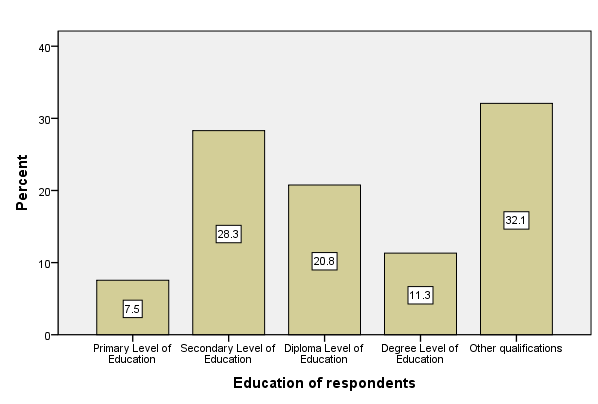 40
30
20
10
0
Percent
7.5
28.3
20.8
11.3
32.1
Primary Level of
Education
Secondary Level of
Education
Diploma Level of
Education
Degree Level of
Education
Other qualifications
Education of respondents